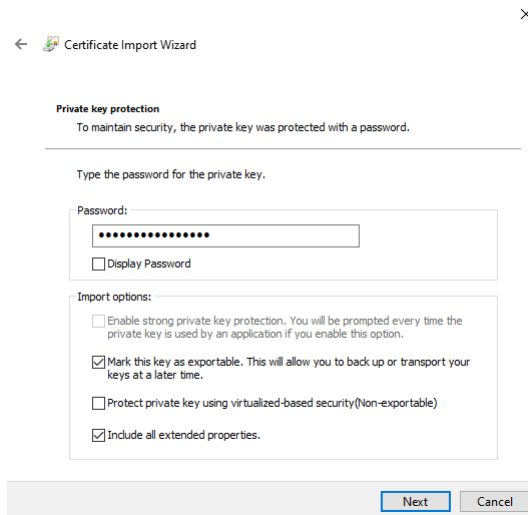 Certificate Import Wizard
Private key protection
To maintain security, the private key was protected with a password.
Type the password for the private key.
Password:
••••••••••••••••
Display Password
Import options:
Enable strong private key protection. You will be prompted every time the
private key is used by an application if you enable this option.
Mark this key as exportable. This will allow you to back up or transport your
keys at a later time.
Protect private key using virtualized-based security(Non-exportable)
Include all extended properties.
Next Cancel